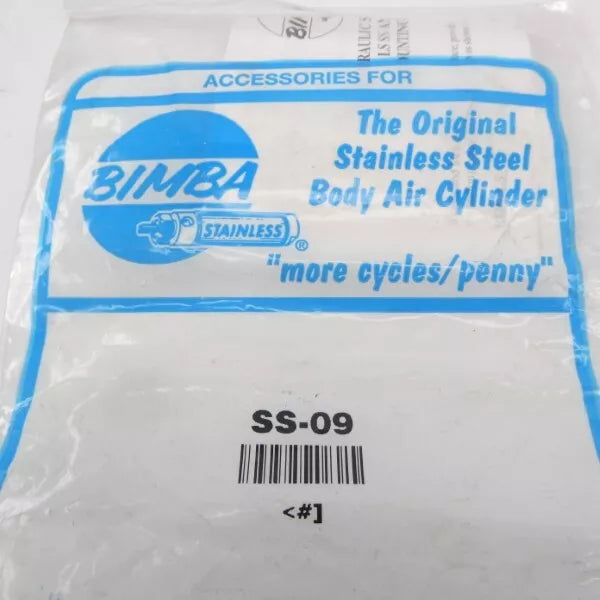 ACCESSORIES FOR
BIMBA
STAINLESS®
The Original
Stainless Steel
Body Air Cylinder
"more cycles/penny"
SS-09
<#]